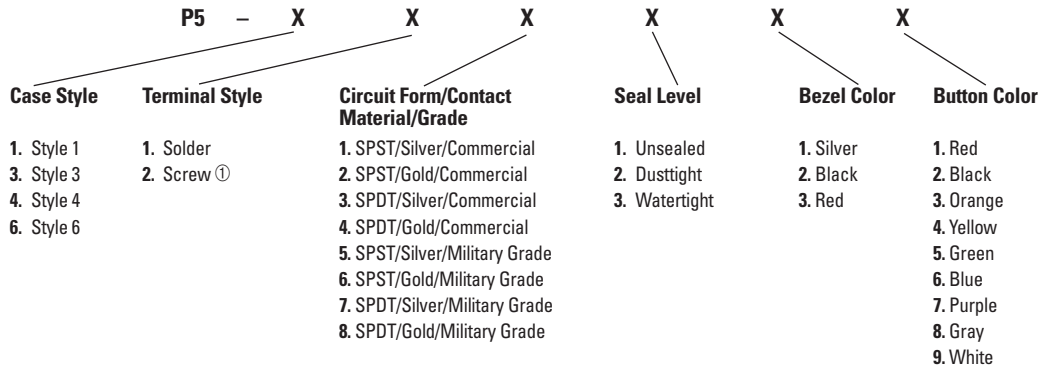 P5 – X X X X X X
Case Style
1. Style 1
3. Style 3
4. Style 4
6. Style 6
Terminal Style
1. Solder
2. Screw ①
Circuit Form/Contact
Material/Grade
1. SPST/Silver/Commercial
2. SPST/Gold/Commercial
3. SPDT/Silver/Commercial
4. SPDT/Gold/Commercial
5. SPST/Silver/Military Grade
6. SPST/Gold/Military Grade
7. SPDT/Silver/Military Grade
8. SPDT/Gold/Military Grade
Seal Level
1. Unsealed
2. Dusttight
3. Watertight
Bezel Color
1. Silver
2. Black
3. Red
Button Color
1. Red
2. Black
3. Orange
4. Yellow
5. Green
6. Blue
7. Purple
8. Gray
9. White